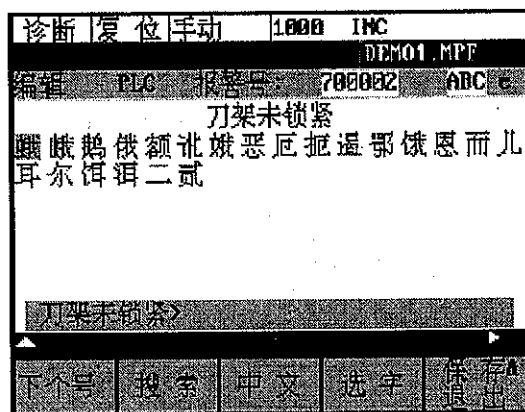 诊断 复位 手动 1000 INC
DEMO1.MPF
编辑 PLC 报警号: 700002 ABC c
刀架未锁紧
蛾峨鹅俄额讹娥恶厄扼遏鄂饿恩而儿
耳尔饵洱二贰
刀架未锁紧>
下个号 搜索 中文 选字 保存&退出